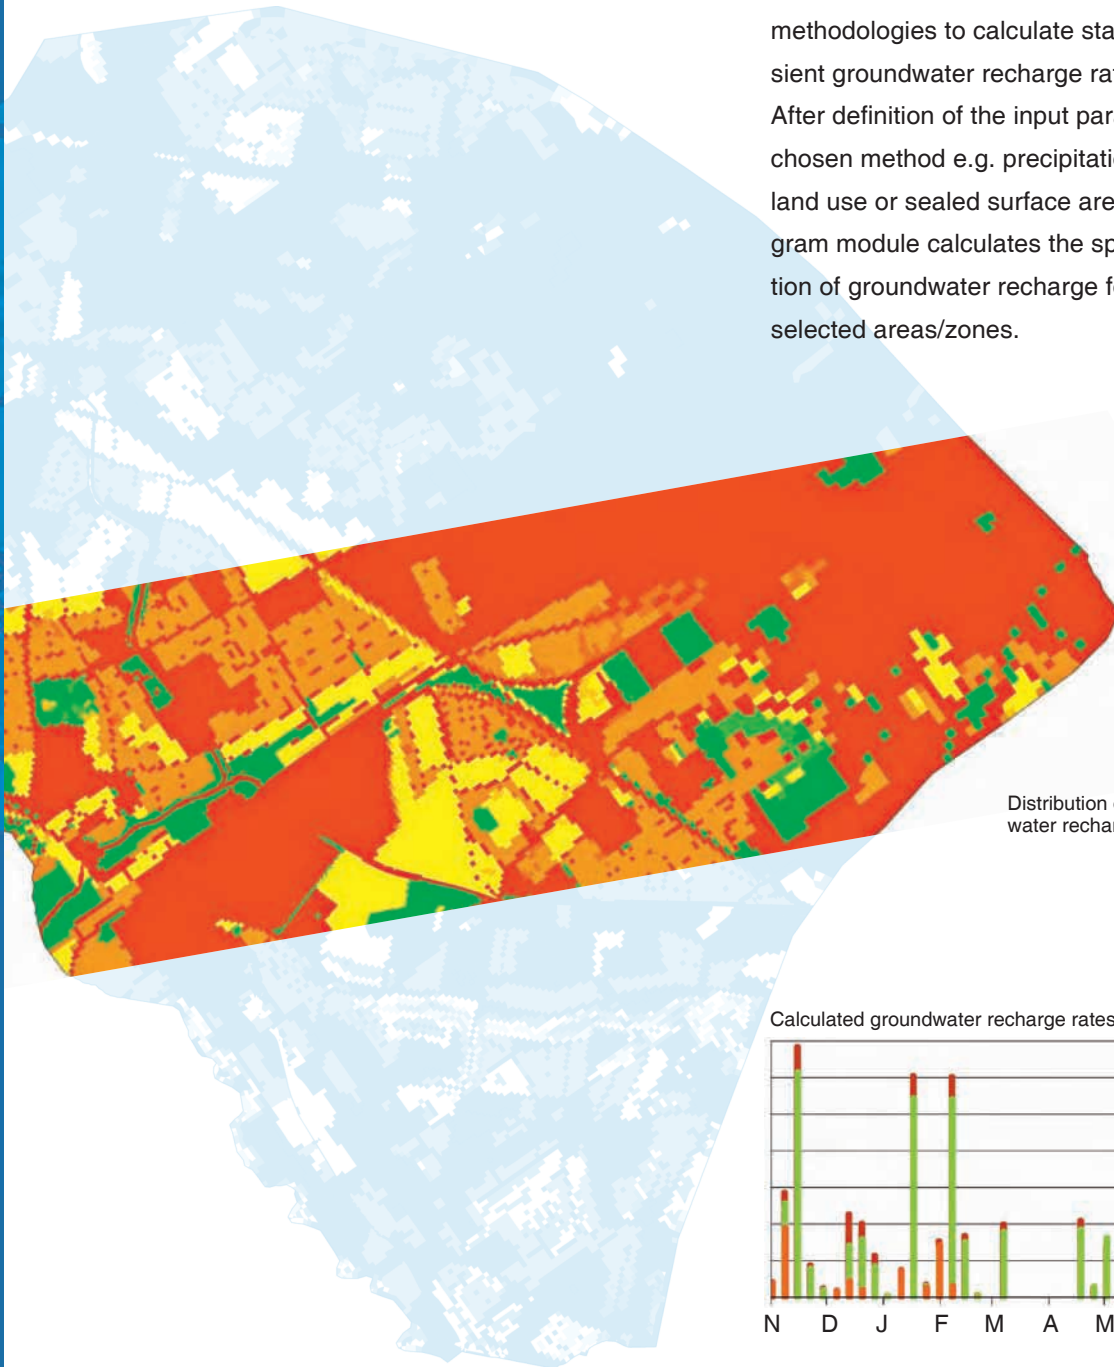 methodologies to calculate sta
sient groundwater recharge ra
After definition of the input par
chosen method e.g. precipitati
land use or sealed surface are
gram module calculates the sp
tion of groundwater recharge f
selected areas/zones.
Distribution
water rechar
Calculated groundwater recharge rates
N D J F M A M